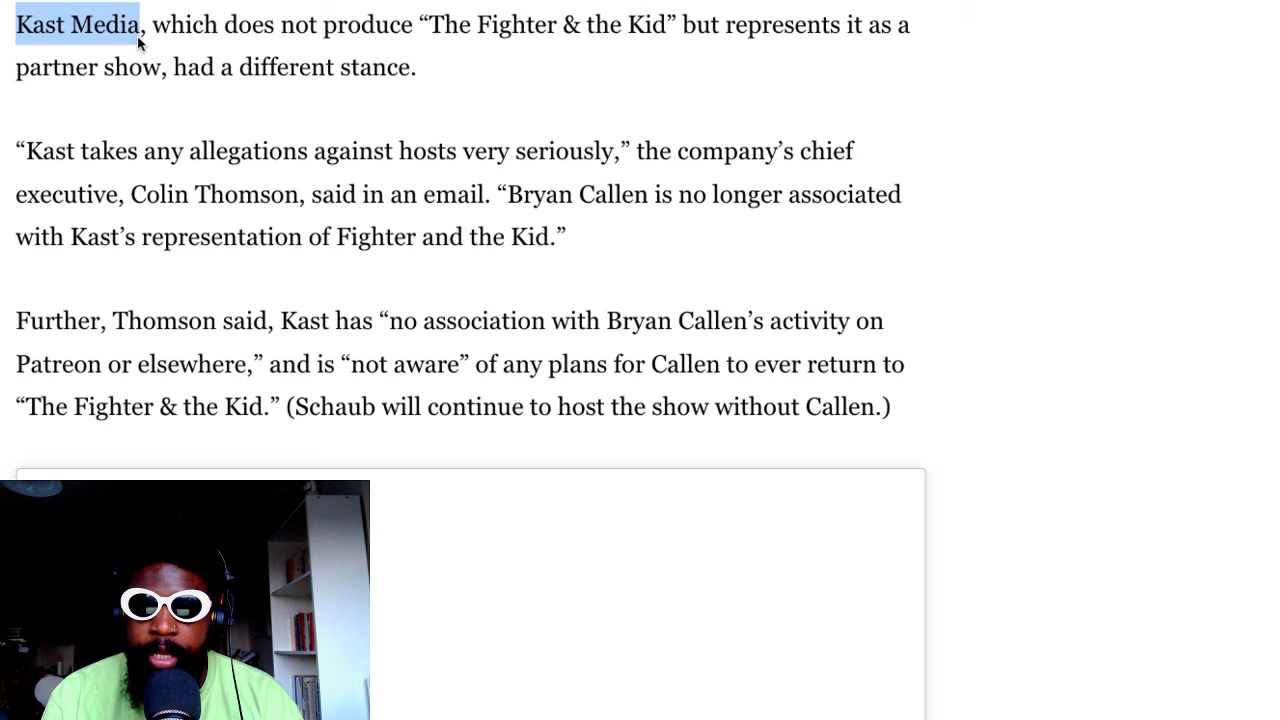 Kast Media, which does not produce “The Fighter & the Kid” but represents it as a
partner show, had a different stance.
“Kast takes any allegations against hosts very seriously,” the company’s chief
executive, Colin Thomson, said in an email. “Bryan Callen is no longer associated
with Kast’s representation of Fighter and the Kid.”
Further, Thomson said, Kast has “no association with Bryan Callen’s activity on
Patreon or elsewhere,” and is “not aware” of any plans for Callen to ever return to
“The Fighter & the Kid.” (Schaub will continue to host the show without Callen.)